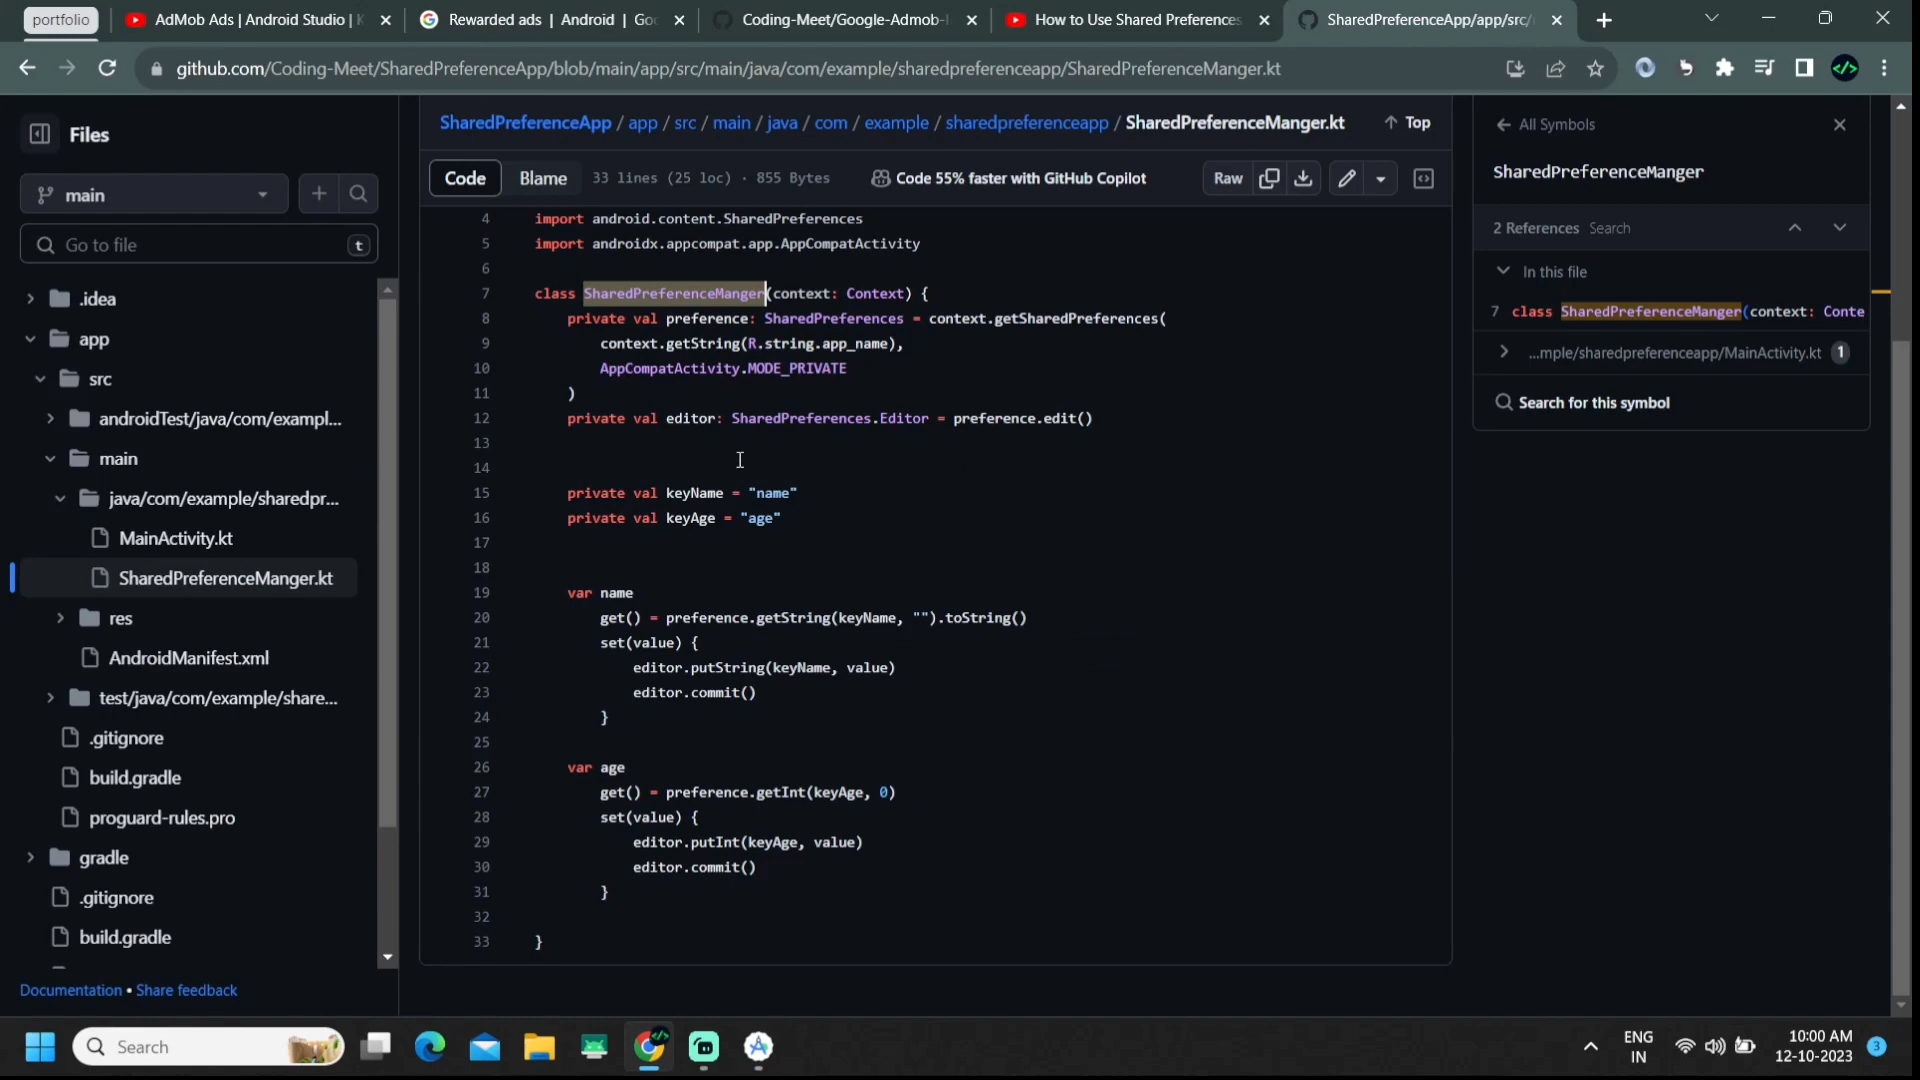 portfolio
AdMob Ads | Android Studio | K
Rewarded ads | Android | Goo
Coding-Meet/Google-Admob-I
How to Use Shared Preferences
SharedPreferenceApp/app/src/
github.com/Coding-Meet/SharedPreferenceApp/blob/main/app/src/main/java/com/example/sharedpreferenceapp/SharedPreferenceManger.kt
Files
main
Go to file
t
.idea
app
src
androidTest/java/com/exampl...
main
java/com/example/sharedpr...
MainActivity.kt
SharedPreferenceManger.kt
res
AndroidManifest.xml
test/java/com/example/share...
.gitignore
build.gradle
proguard-rules.pro
gradle
.gitignore
build.gradle
Documentation • Share feedback
SharedPreferenceApp / app / src / main / java / com / example / sharedpreferenceapp / SharedPreferenceManger.kt
Top
Code
Blame
33 lines (25 loc) · 855 Bytes
Code 55% faster with GitHub Copilot
Raw
4 import android.content.SharedPreferences
5 import androidx.appcompat.app.AppCompatActivity
6
7 class SharedPreferenceManger(context: Context) {
8 private val preference: SharedPreferences = context.getSharedPreferences(
9 context.getString(R.string.app_name),
10 AppCompatActivity.MODE_PRIVATE
11 )
12 private val editor: SharedPreferences.Editor = preference.edit()
13
14
15 private val keyName = "name"
16 private val keyAge = "age"
17
18
19 var name
20 get() = preference.getString(keyName, "").toString()
21 set(value) {
22 editor.putString(keyName, value)
23 editor.commit()
24 }
25
26 var age
27 get() = preference.getInt(keyAge, 0)
28 set(value) {
29 editor.putInt(keyAge, value)
30 editor.commit()
31 }
32
33 }
All Symbols
SharedPreferenceManger
2 References Search
In this file
7 class SharedPreferenceManger(context: Conte
...mple/sharedpreferenceapp/MainActivity.kt 1
Search for this symbol
Search
ENG
IN
10:00 AM
12-10-2023
3